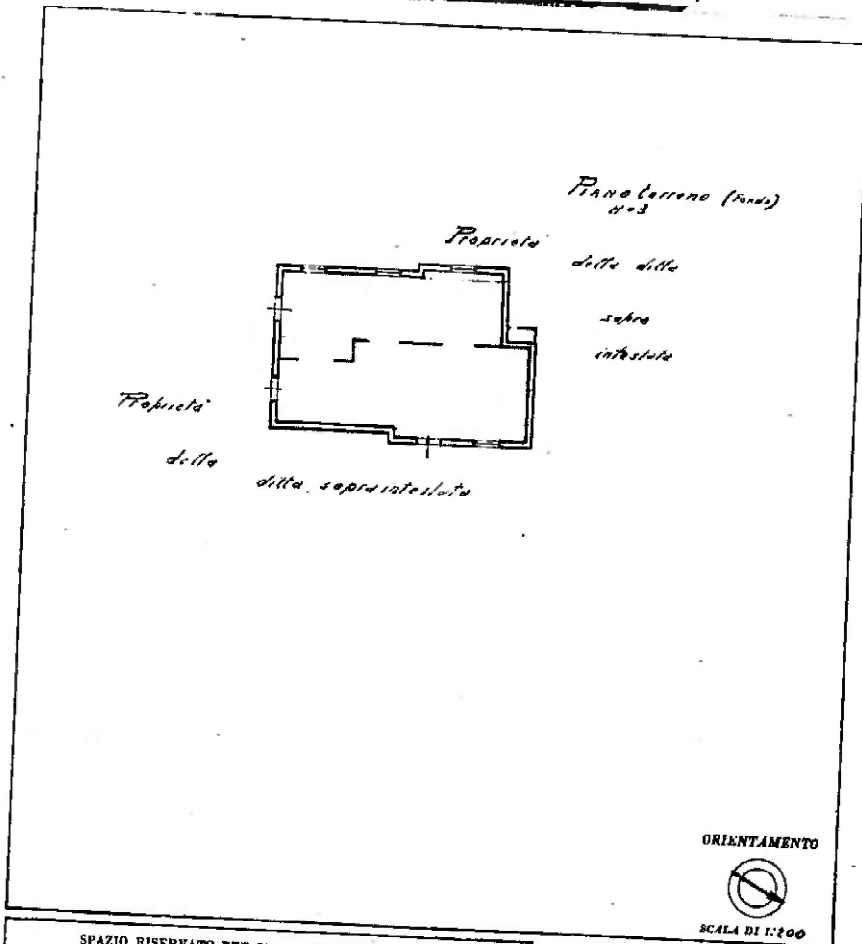 Piano terreno (Fondo)
N=3
Proprietà
della ditta
sopra
intestata
Proprietà
della
ditta sopraintestata
ORIENTAMENTO
SCALA DI 1:200
SPAZIO RISERVATO